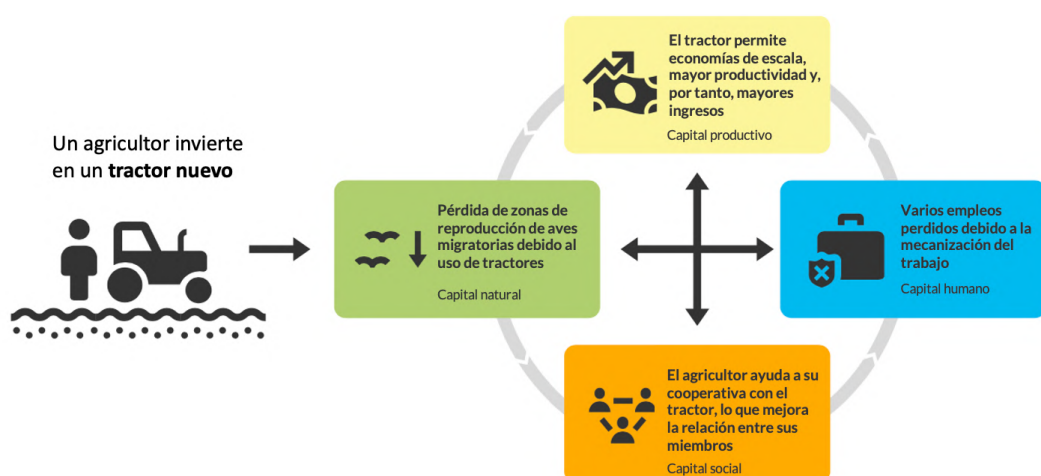 Un agricultor invierte
en un tractor nuevo
El tractor permite
economías de escala,
mayor productividad y,
por tanto, mayores
ingresos
Capital productivo
Pérdida de zonas de
reproducción de aves
migratorias debido al
uso de tractores
Capital natural
Varios empleos
perdidos debido a la
mecanización del
trabajo
Capital humano
El agricultor ayuda a su
cooperativa con el
tractor, lo que mejora
la relación entre sus
miembros
Capital social